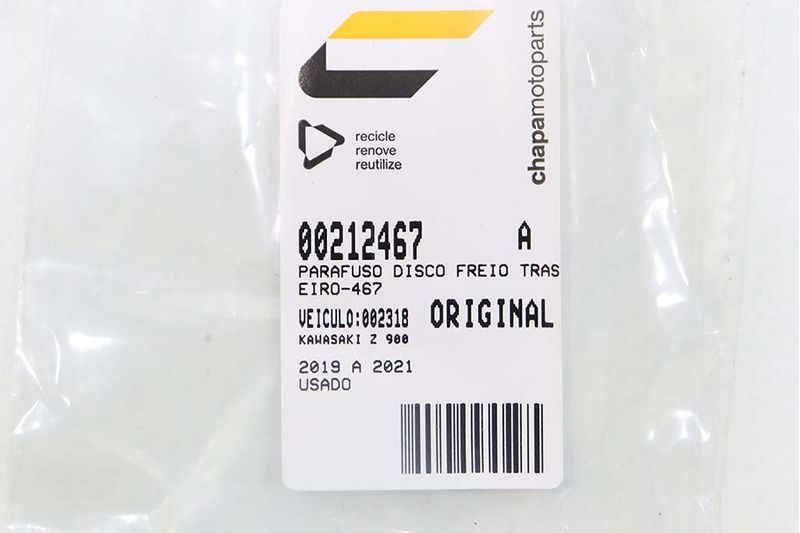 chapamotoparts
recicle
renove
reutilize
00212467 A
PARAFUSO DISCO FREIO TRAS
EIRO-467
VEICULO:002318 ORIGINAL
KAWASAKI Z 900
2019 A 2021
USADO